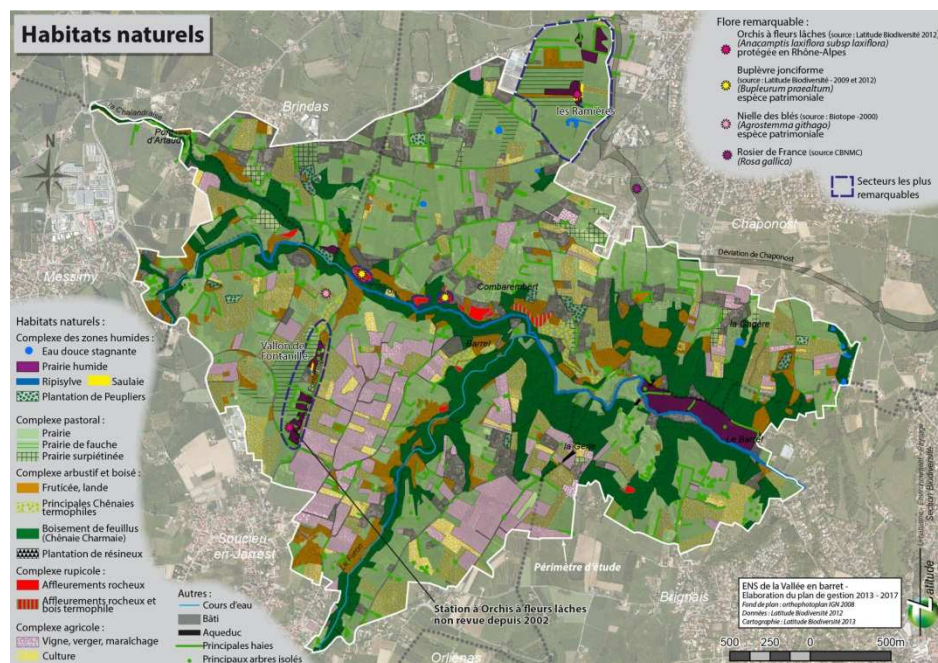 Habitats naturels
Flore remarquable :
Orchis à fleurs lâches (source : Latitude Biodiversité 2012)
(Anacamptis laxiflora subsp laxiflora)
protégée en Rhône-Alpes
Buplèvre jonciforme
(source : Latitude Biodiversité - 2009 et 2012)
(Bupleurum praealtum)
espèce patrimoniale
Nielle des blés (source : Biotope -2000)
(Agrostemma githago)
espèce patrimoniale
Rosier de France (source CBNMC)
(Rosa gallica)
Secteurs les plus
remarquables
Brindas
les Ramières
la Chalandraise
Pont
d'Artaud
N
Chaponost
Déviation de Chaponost
Messimy
Combarembert
la Cagère
Barret
Vallon de
Fontanille
Le Barret
Habitats naturels :
Complexe des zones humides :
Eau douce stagnante
Prairie humide
Ripisylve
Saulaie
Plantation de Peupliers
Complexe pastoral :
Prairie
Prairie de fauche
Prairie surpiétinée
Complexe arbustif et boisé :
Fruticée, lande
Principales Chênaies
termophiles
Boisement de feuillus
(Chênaie Charmaie)
Plantation de résineux
Complexe rupicole :
Affleurements rocheux
Affleurements rocheux et
bois termophile
Complexe agricole :
Vigne, verger, maraîchage
Culture
Soucieu-
en-Jarrest
Autres :
Cours d'eau
Bâti
Aqueduc
Principales haies
Principaux arbres isolés
Périmètre d'étude
Station à Orchis à fleurs lâches
non revue depuis 2002
Brignais
Orliénas
ENS de la Vallée en barret -
Elaboration du plan de gestion 2013 - 2017
Fond de plan : orthophotoplan IGN 2008
Données : Latitude Biodiversité 2012
Cartographie : Latitude Biodiversité 2013
500 250 0 500m
Latitude
Section Biodiversité